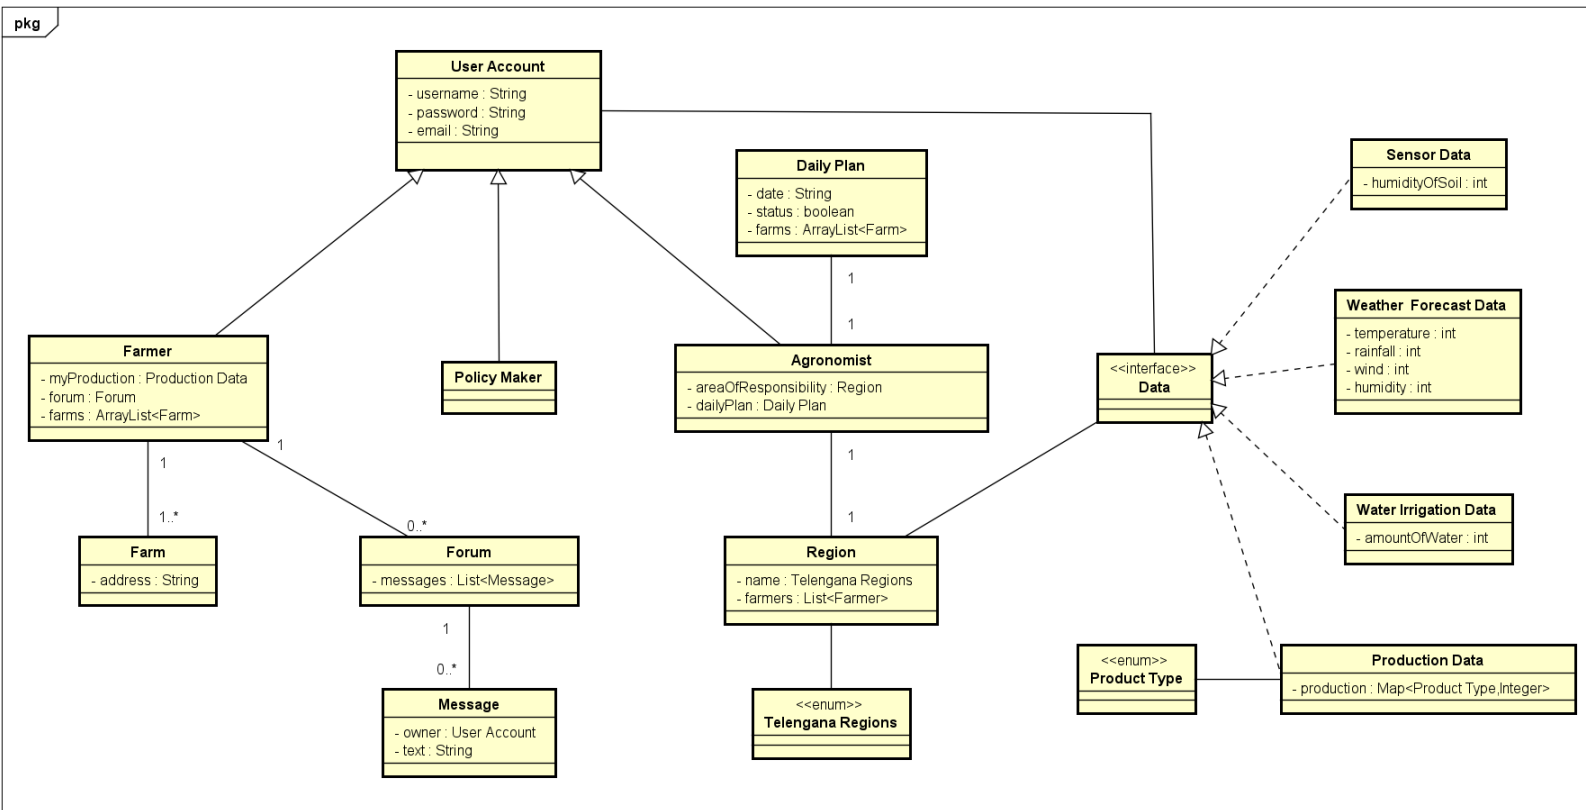 pkg
User Account
- username : String
- password : String
- email : String
Daily Plan
- date : String
- status : boolean
- farms : ArrayList<Farm>
Sensor Data
- humidityOfSoil : int
1
1
Weather Forecast Data
- temperature : int
- rainfall : int
- wind : int
- humidity : int
Farmer
- myProduction : Production Data
- forum : Forum
- farms : ArrayList<Farm>
Policy Maker
Agronomist
- areaOfResponsibility : Region
- dailyPlan : Daily Plan
<<interface>>
Data
1
1..*
1
0..*
1
1
Farm
- address : String
Forum
- messages : List<Message>
Region
- name : Telengana Regions
- farmers : List<Farmer>
Water Irrigation Data
- amountOfWater : int
1
0..*
Message
- owner : User Account
- text : String
<<enum>>
Telengana Regions
<<enum>>
Product Type
Production Data
- production : Map<Product Type,Integer>